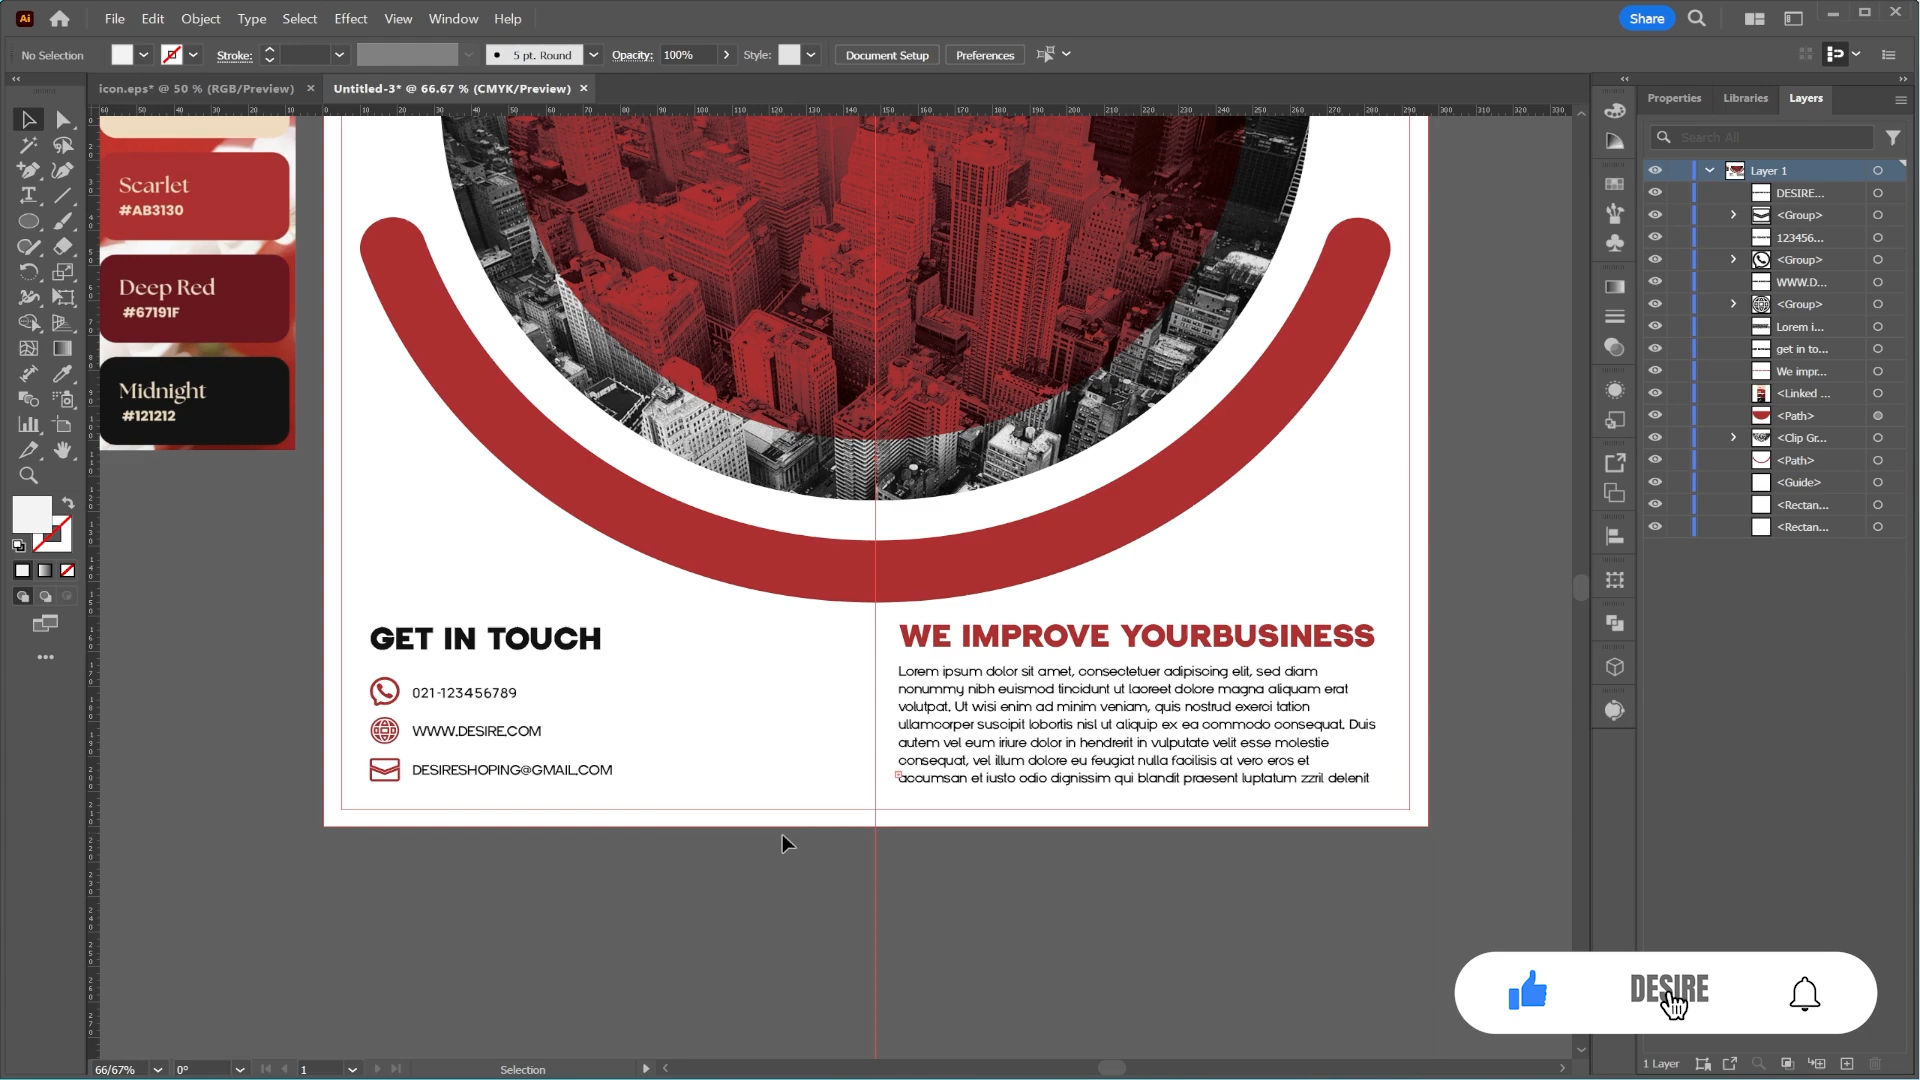 Ai File Edit Object Type Select Effect View Window Help Share
No Selection Stroke: 5 pt. Round Opacity: 100% Style: Document Setup Preferences
icon.eps* @ 50 % (RGB/Preview) × Untitled-3* @ 66.67 % (CMYK/Preview) ×
Properties Libraries Layers
Search All
Layer 1
DESIRE...
<Group>
123456...
<Group>
WWW.D...
<Group>
Lorem i...
get in to...
We impr...
<Linked ...
<Path>
<Clip Gr...
<Path>
<Guide>
<Rectan...
<Rectan...
Scarlet
#AB3130
Deep Red
#67191F
Midnight
#121212
GET IN TOUCH
021-123456789
WWW.DESIRE.COM
DESIRESHOPING@GMAIL.COM
WE IMPROVE YOURBUSINESS
Lorem ipsum dolor sit amet, consectetuer adipiscing elit, sed diam
nonummy nibh euismod tincidunt ut laoreet dolore magna aliquam erat
volutpat. Ut wisi enim ad minim veniam, quis nostrud exerci tation
ullamcorper suscipit lobortis nisl ut aliquip ex ea commodo consequat. Duis
autem vel eum iriure dolor in hendrerit in vulputate velit esse molestie
consequat, vel illum dolore eu feugiat nulla facilisis at vero eros et
accumsan et iusto odio dignissim qui blandit praesent luptatum zzril delenit
DESIRE
66/67% 0° 1 Selection
1 Layer